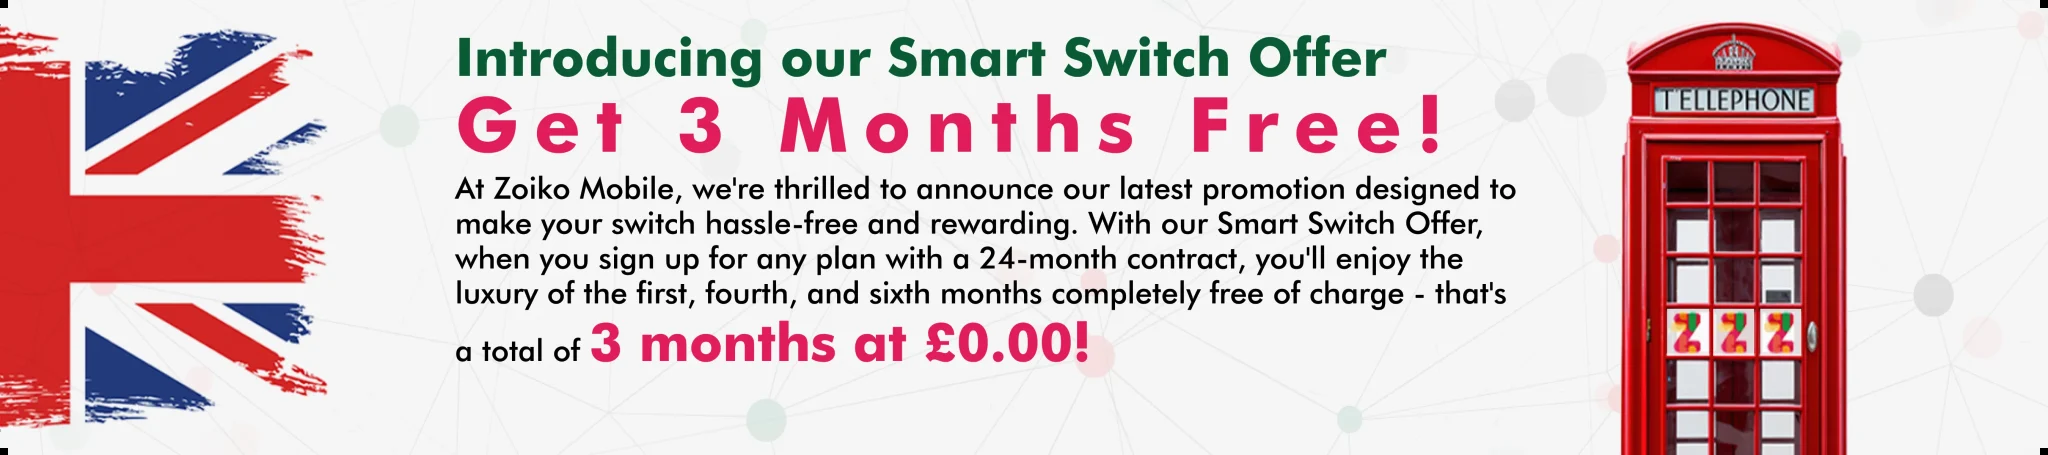 Introducing our Smart Switch Offer
Get 3 Months Free!
At Zoiko Mobile, we're thrilled to announce our latest promotion designed to
make your switch hassle-free and rewarding. With our Smart Switch Offer,
when you sign up for any plan with a 24-month contract, you'll enjoy the
luxury of the first, fourth, and sixth months completely free of charge - that's
a total of 3 months at £0.00!
T'ELLEPHONE